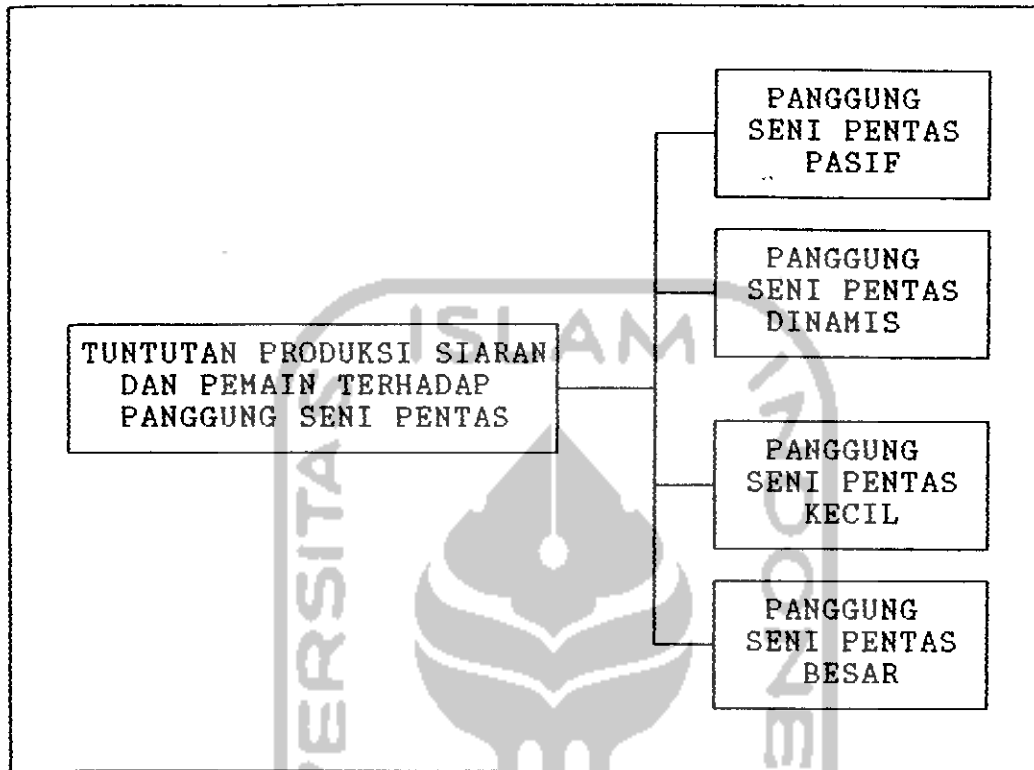 PANGGUNG
SENI PENTAS
PASIF
PANGGUNG
SENI PENTAS
DINAMIS
TUNTUTAN PRODUKSI SIARAN
DAN PEMAIN TERHADAP
PANGGUNG SENI PENTAS
PANGGUNG
SENI PENTAS
KECIL
PANGGUNG
SENI PENTAS
BESAR
ISLAM